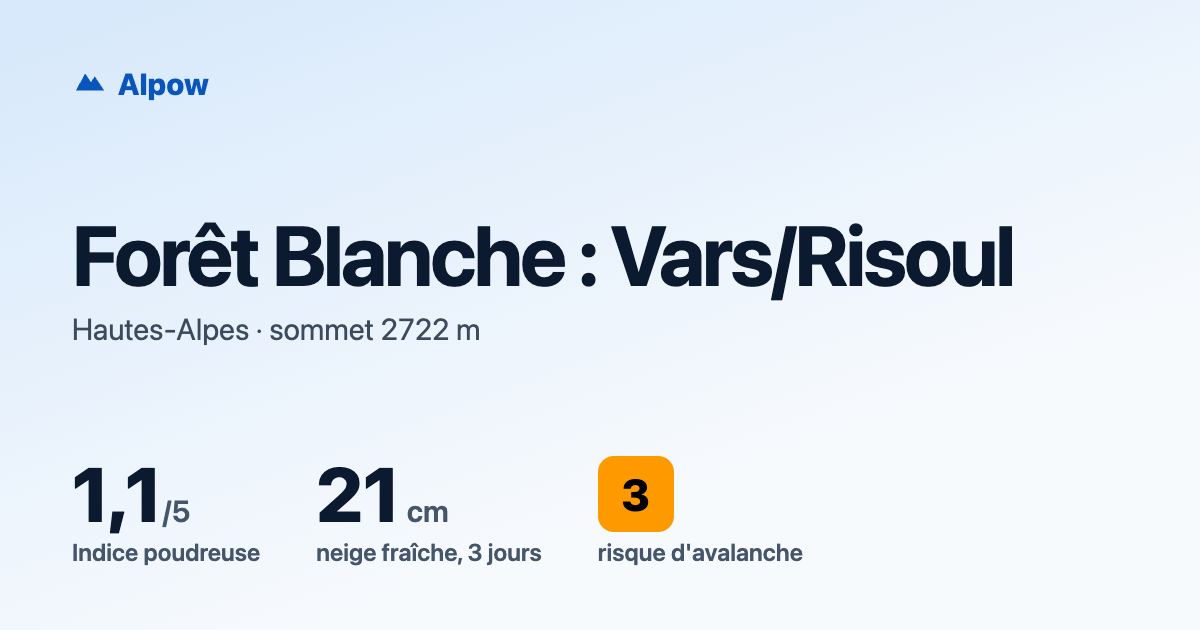 Alpow
Forêt Blanche : Vars/Risoul
Hautes-Alpes · sommet 2722 m
1,1/5
Indice poudreuse
21 cm
neige fraîche, 3 jours
3
risque d'avalanche